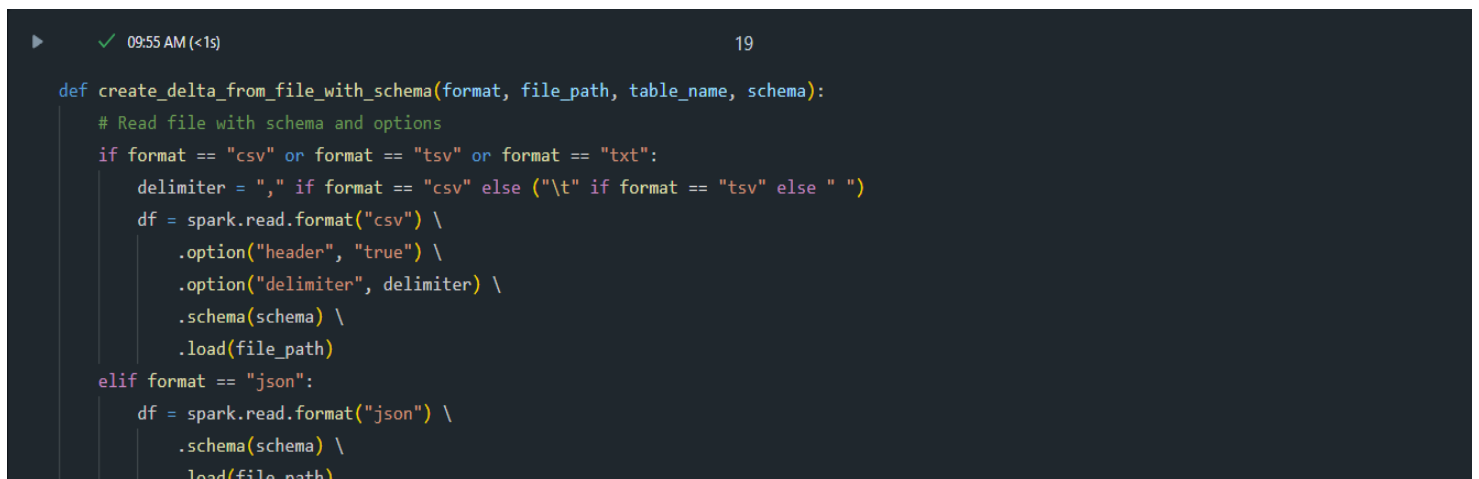 09:55 AM (<1s) 19
def create_delta_from_file_with_schema(format, file_path, table_name, schema):
# Read file with schema and options
if format == "csv" or format == "tsv" or format == "txt":
delimiter = "," if format == "csv" else ("\t" if format == "tsv" else " ")
df = spark.read.format("csv") \
.option("header", "true") \
.option("delimiter", delimiter) \
.schema(schema) \
.load(file_path)
elif format == "json":
df = spark.read.format("json") \
.schema(schema) \
.load(file_path)